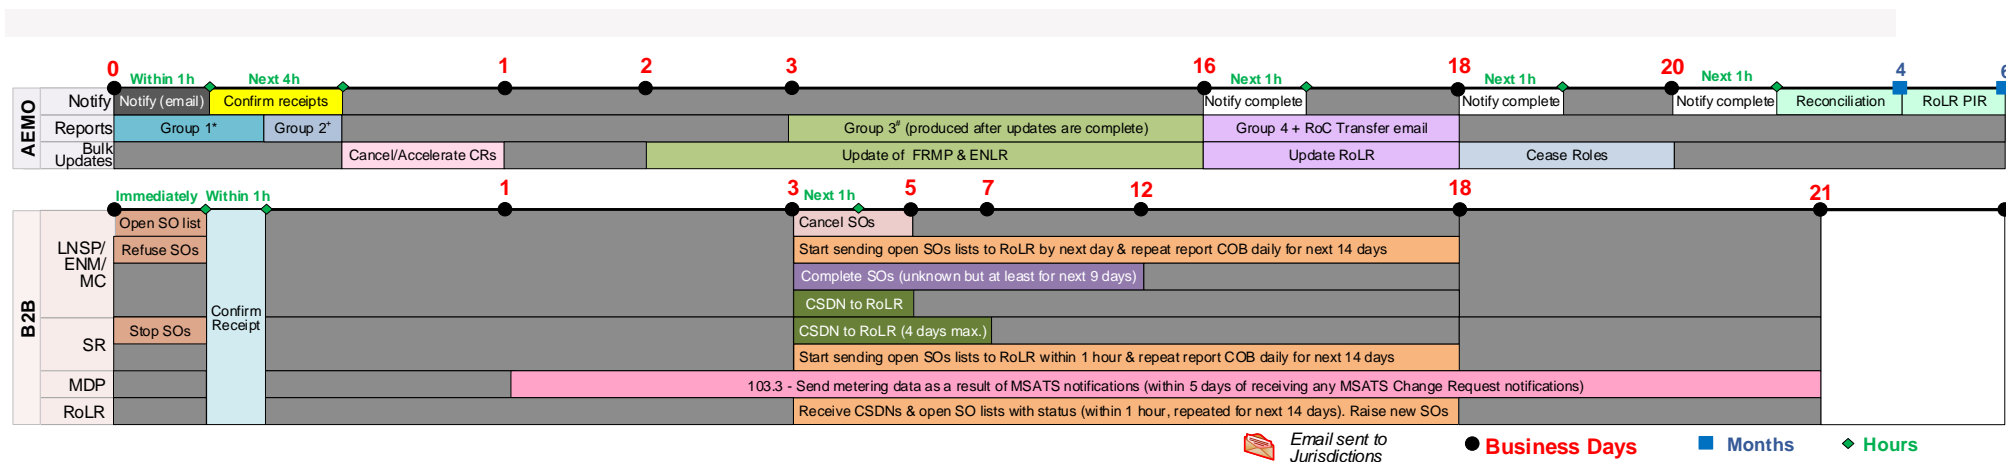 0 1 2 3 16 18 20 4 6
Within 1h Next 4h Next 1h Next 1h Next 1h
AEMO
Notify Notify (email) Confirm receipts Notify complete Notify complete Notify complete Reconciliation RoLR PIR
Reports Group 1* Group 2+ Group 3# (produced after updates are complete) Group 4 + RoC Transfer email
Bulk
Updates Cancel/Accelerate CRs Update of FRMP & ENLR Update RoLR Cease Roles
Immediately Within 1h 1 3 Next 1h 5 7 12 18 21
B2B
LNSP/
ENM/
MC
Open SO list Cancel SOs
Refuse SOs Start sending open SOs lists to RoLR by next day & repeat report COB daily for next 14 days
Complete SOs (unknown but at least for next 9 days)
CSDN to RoLR
Confirm
Receipt
SR
Stop SOs CSDN to RoLR (4 days max.)
Start sending open SOs lists to RoLR within 1 hour & repeat report COB daily for next 14 days
MDP 103.3 - Send metering data as a result of MSATS notifications (within 5 days of receiving any MSATS Change Request notifications)
RoLR Receive CSDNs & open SO lists with status (within 1 hour, repeated for next 14 days). Raise new SOs
Email sent to
Jurisdictions
Business Days Months Hours